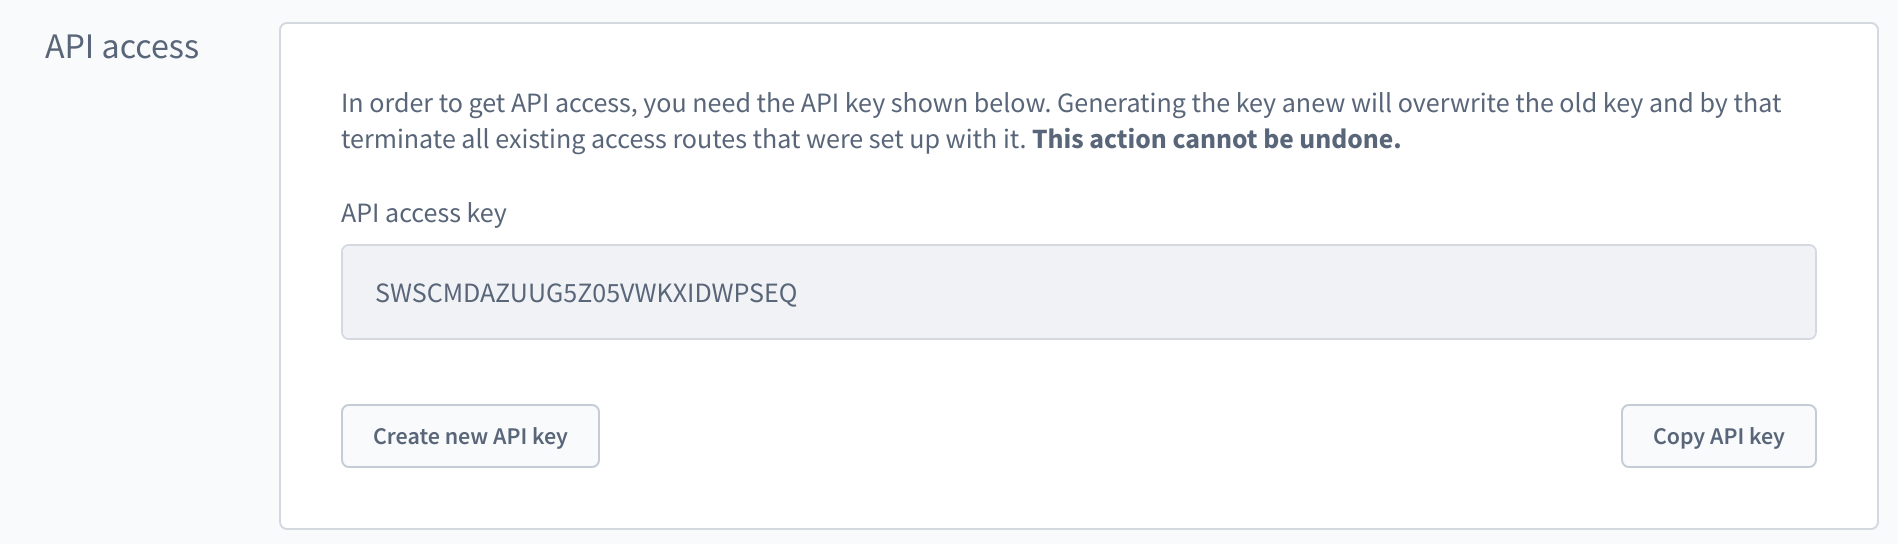 API access
In order to get API access, you need the API key shown below. Generating the key anew will overwrite the old key and by that
terminate all existing access routes that were set up with it. This action cannot be undone.
API access key
SWSCMDAZUUG5Z05VWKXIDWPSEQ
Create new API key
Copy API key